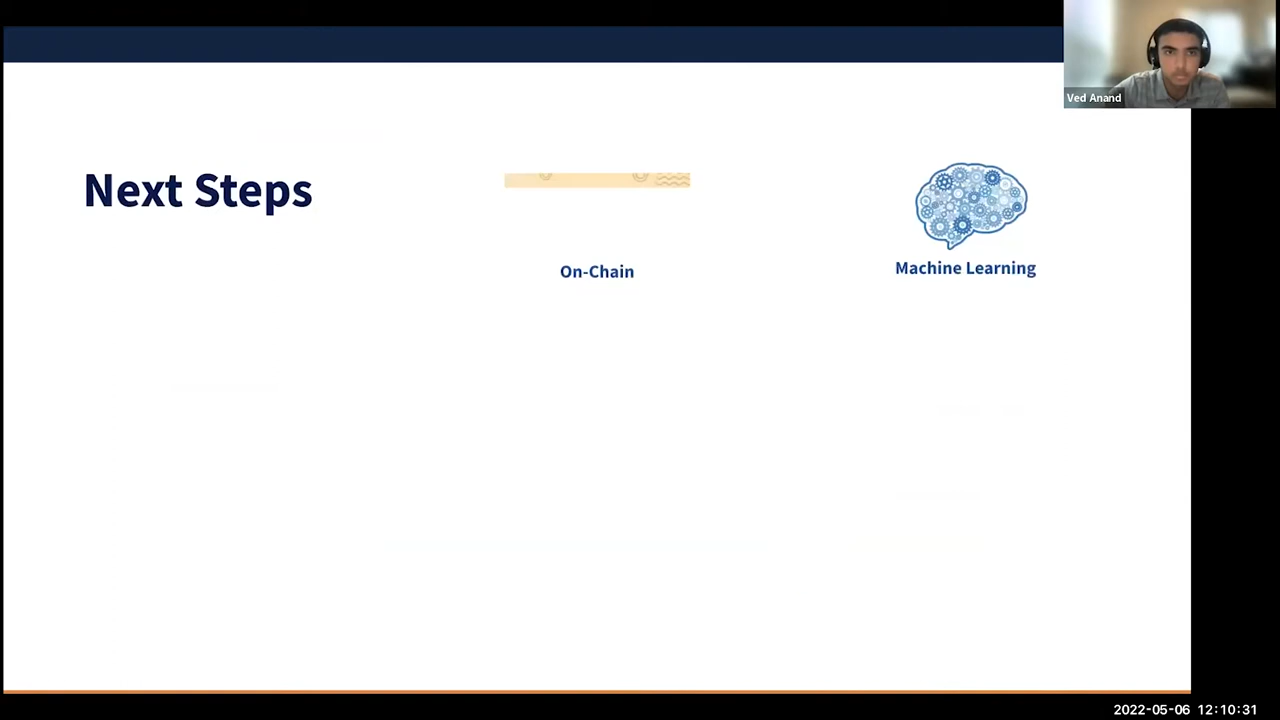 Ved Anand
Next Steps
On-Chain
Machine Learning
2022-05-06 12:10:31